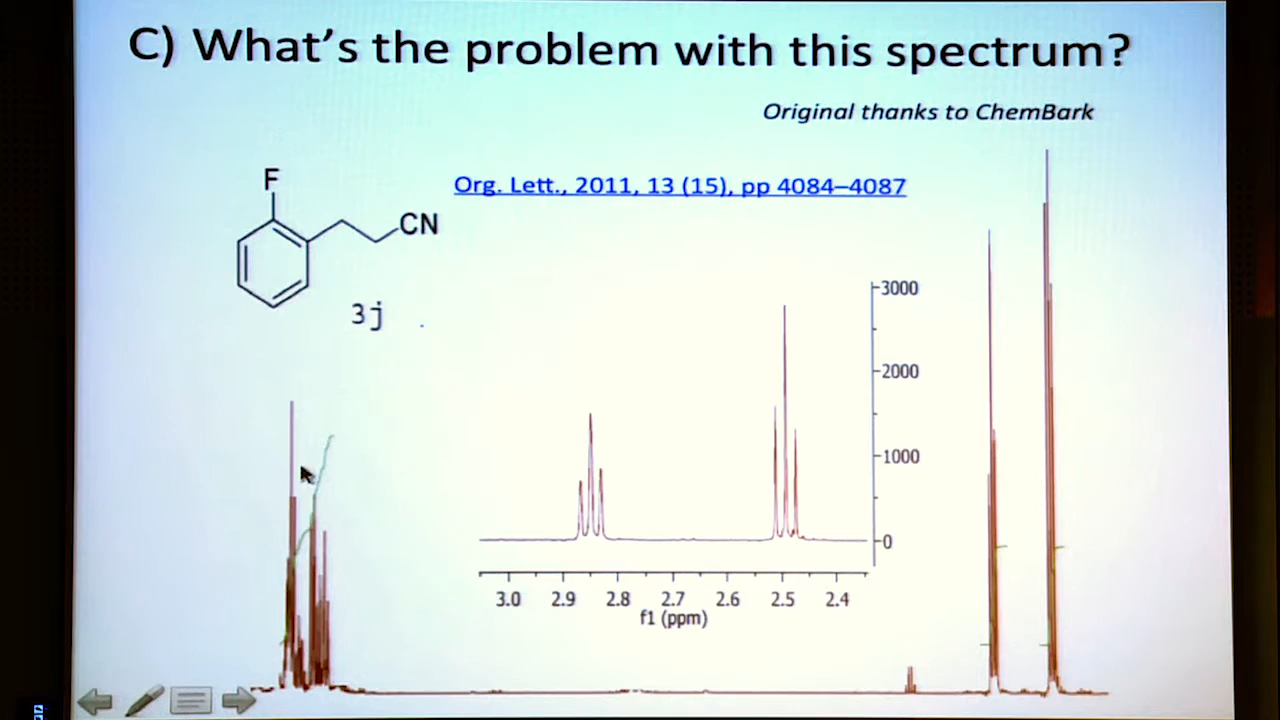 C) What's the problem with this spectrum?
Original thanks to ChemBark
Org. Lett., 2011, 13 (15), pp 4084–4087
F
CN
3j
3000
2000
1000
0
3.0 2.9 2.8 2.7 2.6 2.5 2.4
f1 (ppm)